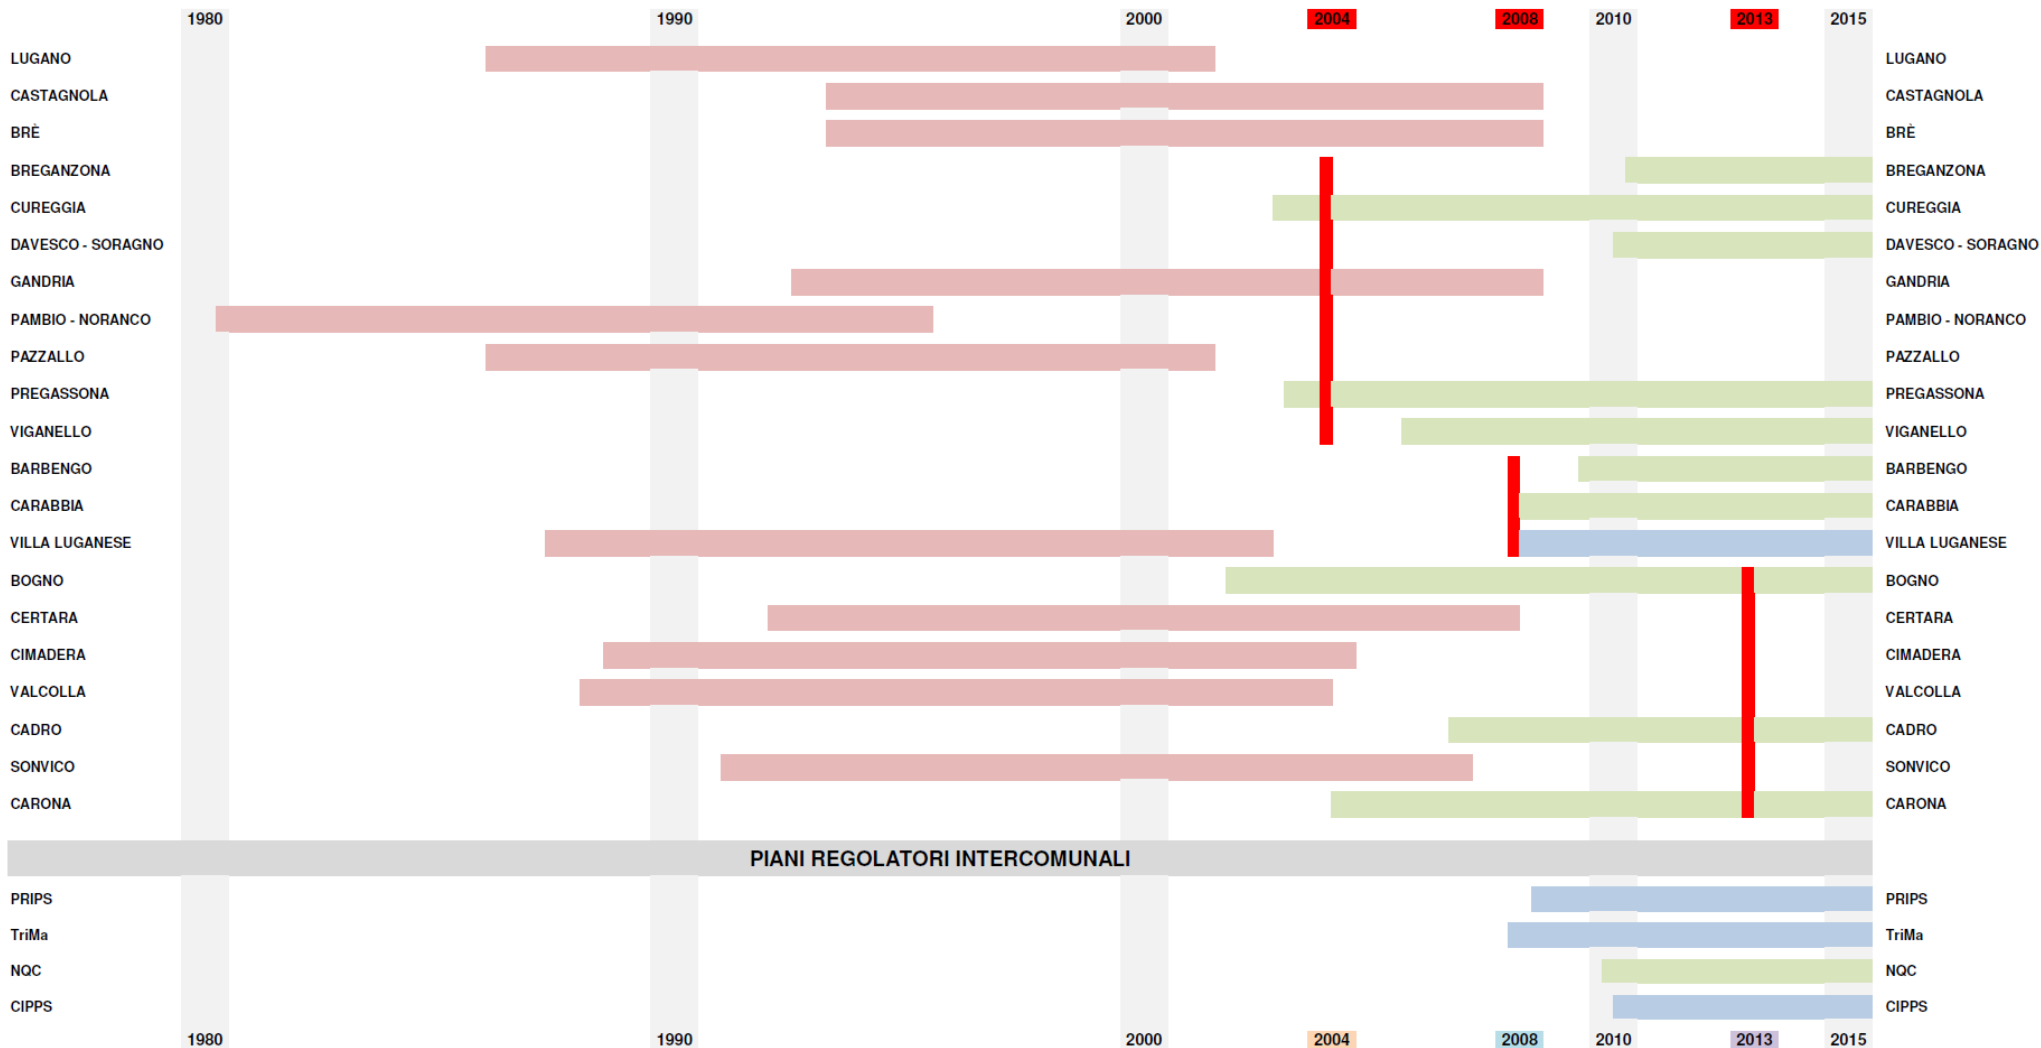 1980 1990 2000 2004 2008 2010 2013 2015
LUGANO LUGANO
CASTAGNOLA CASTAGNOLA
BRÈ BRÈ
BREGANZONA BREGANZONA
CUREGGIA CUREGGIA
DAVESCO - SORAGNO DAVESCO - SORAGNO
GANDRIA GANDRIA
PAMBIO - NORANCO PAMBIO - NORANCO
PAZZALLO PAZZALLO
PREGASSONA PREGASSONA
VIGANELLO VIGANELLO
BARBENGO BARBENGO
CARABBIA CARABBIA
VILLA LUGANESE VILLA LUGANESE
BOGNO BOGNO
CERTARA CERTARA
CIMADERA CIMADERA
VALCOLLA VALCOLLA
CADRO CADRO
SONVICO SONVICO
CARONA CARONA
PIANI REGOLATORI INTERCOMUNALI
PRIPS PRIPS
TriMa TriMa
NQC NQC
CIPPS CIPPS
1980 1990 2000 2004 2008 2010 2013 2015